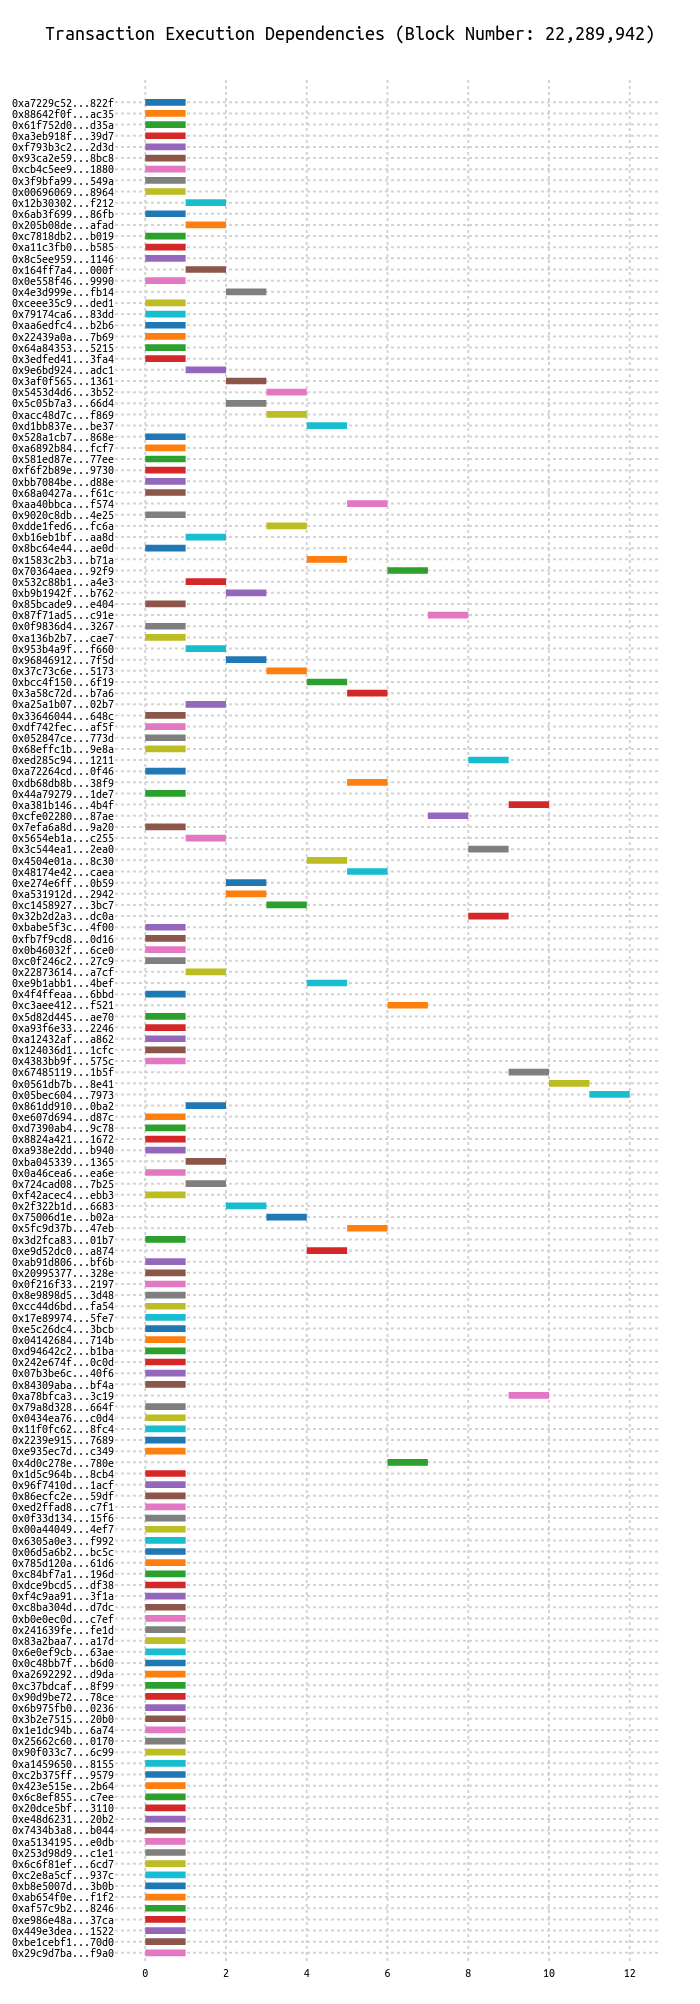 Transaction Execution Dependencies (Block Number: 22,289,942)
0xa7229c52...822f
0x88642f0f...ac35
0x61f752d0...d35a
0xa3eb918f...39d7
0xf793b3c2...2d3d
0x93ca2e59...8bc8
0xcb4c5ee9...1880
0x3f9bfa99...549a
0x00696069...8964
0x12b30302...f212
0x6ab3f699...86fb
0x205b08de...afad
0xc7818db2...b019
0xa11c3fb0...b585
0x8c5ee959...1146
0x164ff7a4...000f
0x0e558f46...9990
0x4e3d999e...fb14
0xceee35c9...ded1
0x79174ca6...83dd
0xaa6edfc4...b2b6
0x22439a0a...7b69
0x64a84353...5215
0x3edfed41...3fa4
0x9e6bd924...adc1
0x3af0f565...1361
0x5453d4d6...3b52
0x5c05b7a3...66d4
0xacc48d7c...f869
0xd1bb837e...be37
0x528a1cb7...868e
0xa6892b84...fcf7
0x581ed87e...77ee
0xf6f2b89e...9730
0xbb7084be...d88e
0x68a0427a...f61c
0xaa40bbca...f574
0x9020c8db...4e25
0xdde1fed6...fc6a
0xb16eb1bf...aa8d
0x8bc64e44...ae0d
0x1583c2b3...b71a
0x70364aea...92f9
0x532c88b1...a4e3
0xb9b1942f...b762
0x85bcade9...e404
0x87f71ad5...c91e
0x0f9836d4...3267
0xa136b2b7...cae7
0x953b4a9f...f660
0x96846912...7f5d
0x37c73c6e...5173
0xbcc4f150...6f19
0x3a58c72d...b7a6
0xa25a1b07...02b7
0x33646044...648c
0xdf742fec...af5f
0x052847ce...773d
0x68effc1b...9e8a
0xed285c94...1211
0xa72264cd...0f46
0xdb68db8b...38f9
0x44a79279...1de7
0xa381b146...4b4f
0xcfe02280...87ae
0x7efa6a8d...9a20
0x5654eb1a...c255
0x3c544ea1...2ea0
0x4504e01a...8c30
0x48174e42...caea
0xe274e6ff...0b59
0xa531912d...2942
0xc1458927...3bc7
0x32b2d2a3...dc0a
0xbabe5f3c...4f00
0xfb7f9cd8...0d16
0x0b46032f...6ce0
0xc0f246c2...27c9
0x22873614...a7cf
0xe9b1abb1...4bef
0x4f4ffeaa...6bbd
0xc3aee412...f521
0x5d82d445...ae70
0xa93f6e33...2246
0xa12432af...a862
0x124036d1...1cfc
0x4383bb9f...575c
0x67485119...1b5f
0x0561db7b...8e41
0x05bec604...7973
0x861dd910...0ba2
0xe607d694...d87c
0xd7390ab4...9c78
0x8824a421...1672
0xa938e2dd...b940
0xba045339...1365
0x0a46cea6...ea6e
0x724cad08...7b25
0xf42acec4...ebb3
0x2f322b1d...6683
0x75006d1e...b02a
0x5fc9d37b...47eb
0x3d2fca83...01b7
0xe9d52dc0...a874
0xab91d806...bf6b
0x20995377...328e
0x0f216f33...2197
0x8e9898d5...3d48
0xcc44d6bd...fa54
0x17e89974...5fe7
0xe5c26dc4...3bcb
0x04142684...714b
0xd94642c2...b1ba
0x242e674f...0c0d
0x07b3be6c...40f6
0x84309aba...bf4a
0xa78bfca3...3c19
0x79a8d328...664f
0x0434ea76...c0d4
0x11f0fc62...8fc4
0x2239e915...7689
0xe935ec7d...c349
0x4d0c278e...780e
0x1d5c964b...8cb4
0x96f7410d...1acf
0x86ecfc2e...59df
0xed2ffad8...c7f1
0x0f33d134...15f6
0x00a44049...4ef7
0x6305a0e3...f992
0x06d5a6b2...bc5c
0x785d120a...61d6
0xc84bf7a1...196d
0xdce9bcd5...df38
0xf4c9aa91...3f1a
0xc8ba304d...d7dc
0xb0e0ec0d...c7ef
0x241639fe...fe1d
0x83a2baa7...a17d
0x6e0ef9cb...63ae
0x0c48bb7f...b6d0
0xa2692292...d9da
0xc37bdcaf...8f99
0x90d9be72...78ce
0x6b975fb0...0236
0x3b2e7515...20b0
0x1e1dc94b...6a74
0x25662c60...0170
0x90f033c7...6c99
0xa1459650...8155
0xc2b375ff...9579
0x423e515e...2b64
0x6c8ef855...c7ee
0x20dce5bf...3110
0xe48d6231...20b2
0x7434b3a8...b044
0xa5134195...e0db
0x253d98d9...c1e1
0x6c6f81ef...6cd7
0xc2e8a5cf...937c
0xb8e5007d...3b0b
0xab654f0e...f1f2
0xaf57c9b2...8246
0xe986e48a...37ca
0x449e3dea...1522
0xbe1cebf1...70d0
0x29c9d7ba...f9a0
0 2 4 6 8 10 12